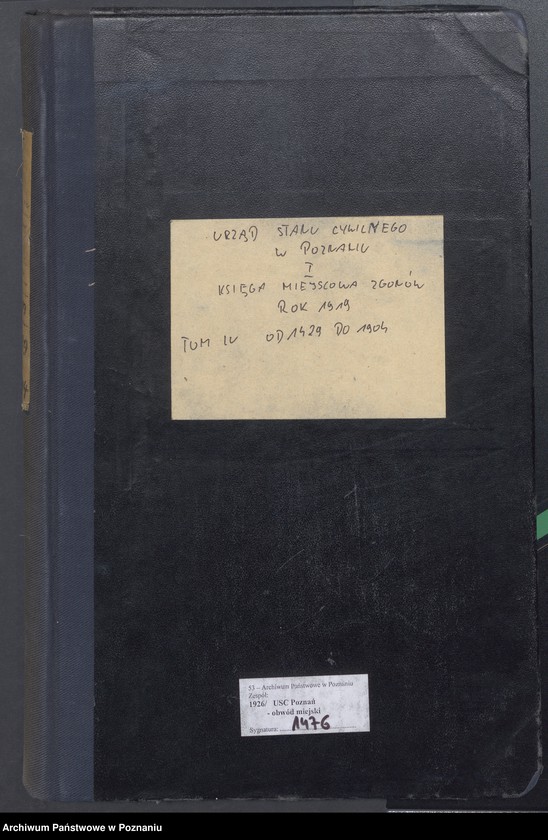 URZĄD STANU CYWILNEGO
W POZNANIU
I
KSIĘGA MIEJSCOWA ZGONÓW
ROK 1919
TOM IV OD 1429 DO 1904
53 – Archiwum Państwowe w Poznaniu
Zespół:
1926/ USC Poznań
- obwód miejski
Sygnatura: 1476
Archiwum Państwowe w Poznaniu